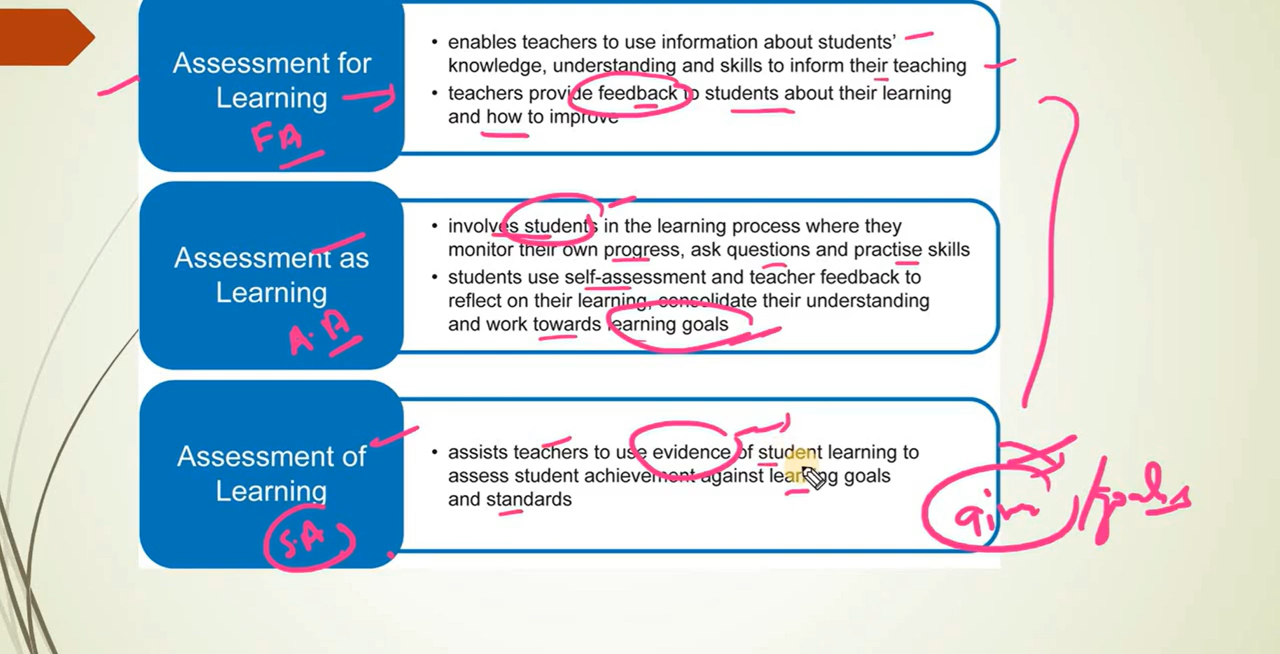 Assessment for
Learning
FA
• enables teachers to use information about students'
knowledge, understanding and skills to inform their teaching
• teachers provide feedback to students about their learning
and how to improve
Assessment as
Learning
A.A
• involves students in the learning process where they
monitor their own progress, ask questions and practise skills
• students use self-assessment and teacher feedback to
reflect on their learning, consolidate their understanding
and work towards learning goals
Assessment of
Learning
S.A
• assists teachers to use evidence of student learning to
assess student achievement against learning goals
and standards
aim /goals